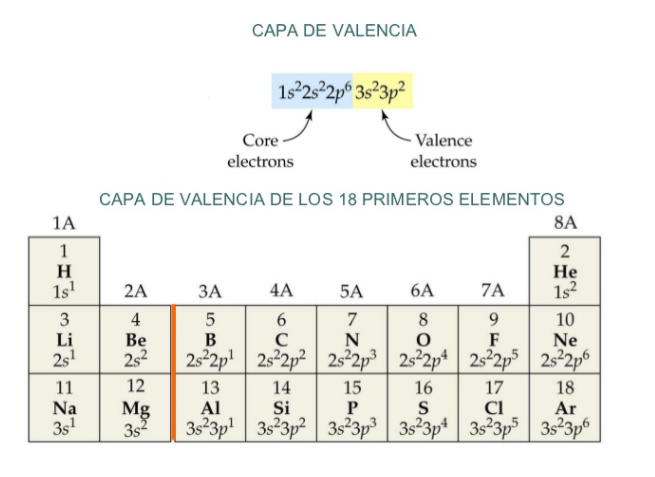 CAPA DE VALENCIA
1s²2s²2p⁶ 3s²3p²
Core electrons
Valence electrons
CAPA DE VALENCIA DE LOS 18 PRIMEROS ELEMENTOS
1A 8A
1 2
H He
1s¹ 2A 3A 4A 5A 6A 7A 1s²
3 4 5 6 7 8 9 10
Li Be B C N O F Ne
2s¹ 2s² 2s²2p¹ 2s²2p² 2s²2p³ 2s²2p⁴ 2s²2p⁵ 2s²2p⁶
11 12 13 14 15 16 17 18
Na Mg Al Si P S Cl Ar
3s¹ 3s² 3s²3p¹ 3s²3p² 3s²3p³ 3s²3p⁴ 3s²3p⁵ 3s²3p⁶